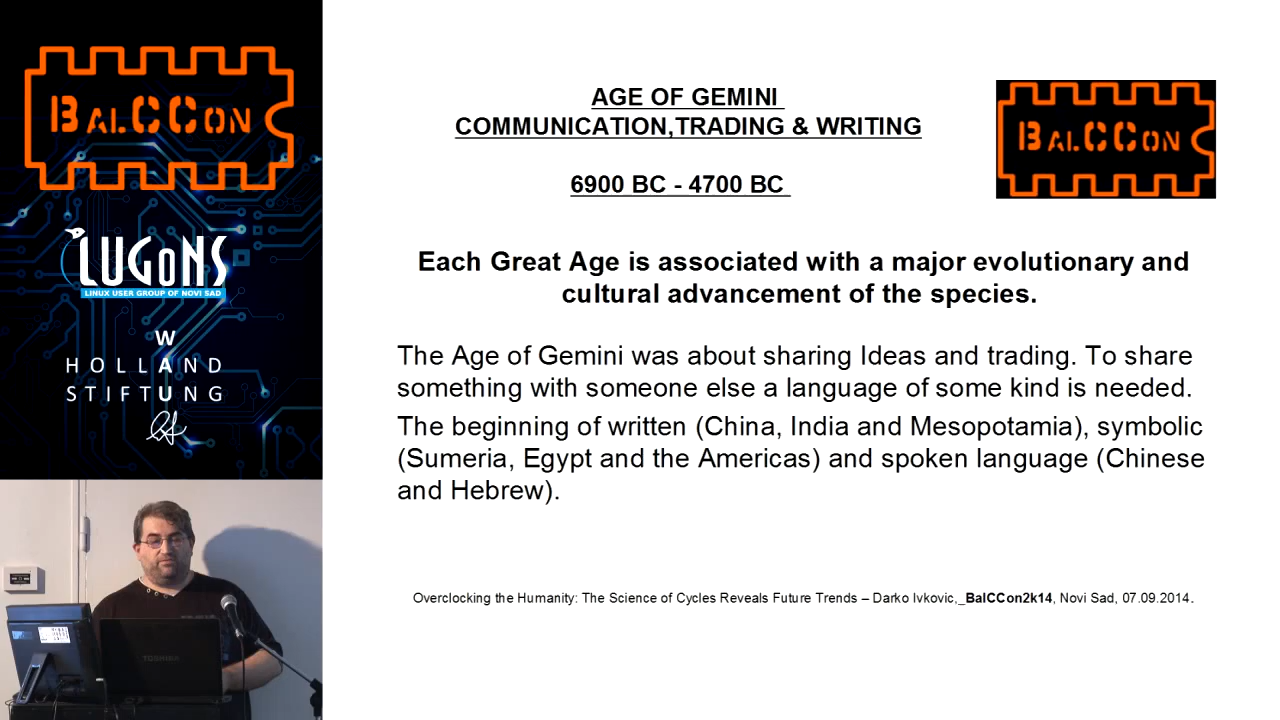 BALCCON
LUGoNS
LINUX USER GROUP OF NOVI SAD
W
HOLLAND
STIFTUNG
U
AGE OF GEMINI
COMMUNICATION,TRADING & WRITING
6900 BC - 4700 BC
BALCCON
Each Great Age is associated with a major evolutionary and
cultural advancement of the species.
The Age of Gemini was about sharing Ideas and trading. To share
something with someone else a language of some kind is needed.
The beginning of written (China, India and Mesopotamia), symbolic
(Sumeria, Egypt and the Americas) and spoken language (Chinese
and Hebrew).
Overclocking the Humanity: The Science of Cycles Reveals Future Trends – Darko Ivkovic,_BalCCon2k14, Novi Sad, 07.09.2014.
TOSHIBA